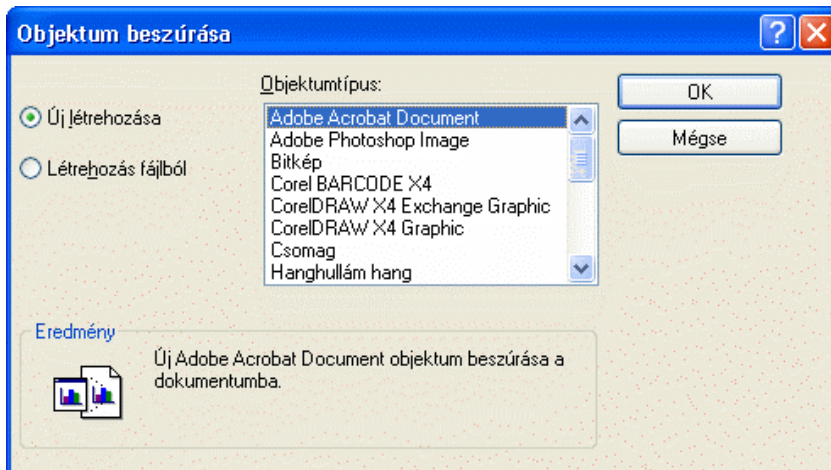 Objektum beszúrása
Objektumtípus:
Új létrehozása
Létrehozás fájlból
Adobe Acrobat Document
Adobe Photoshop Image
Bitkép
Corel BARCODE X4
CorelDRAW X4 Exchange Graphic
CorelDRAW X4 Graphic
Csomag
Hanghullám hang
OK
Mégse
Eredmény
Új Adobe Acrobat Document objektum beszúrása a
dokumentumba.